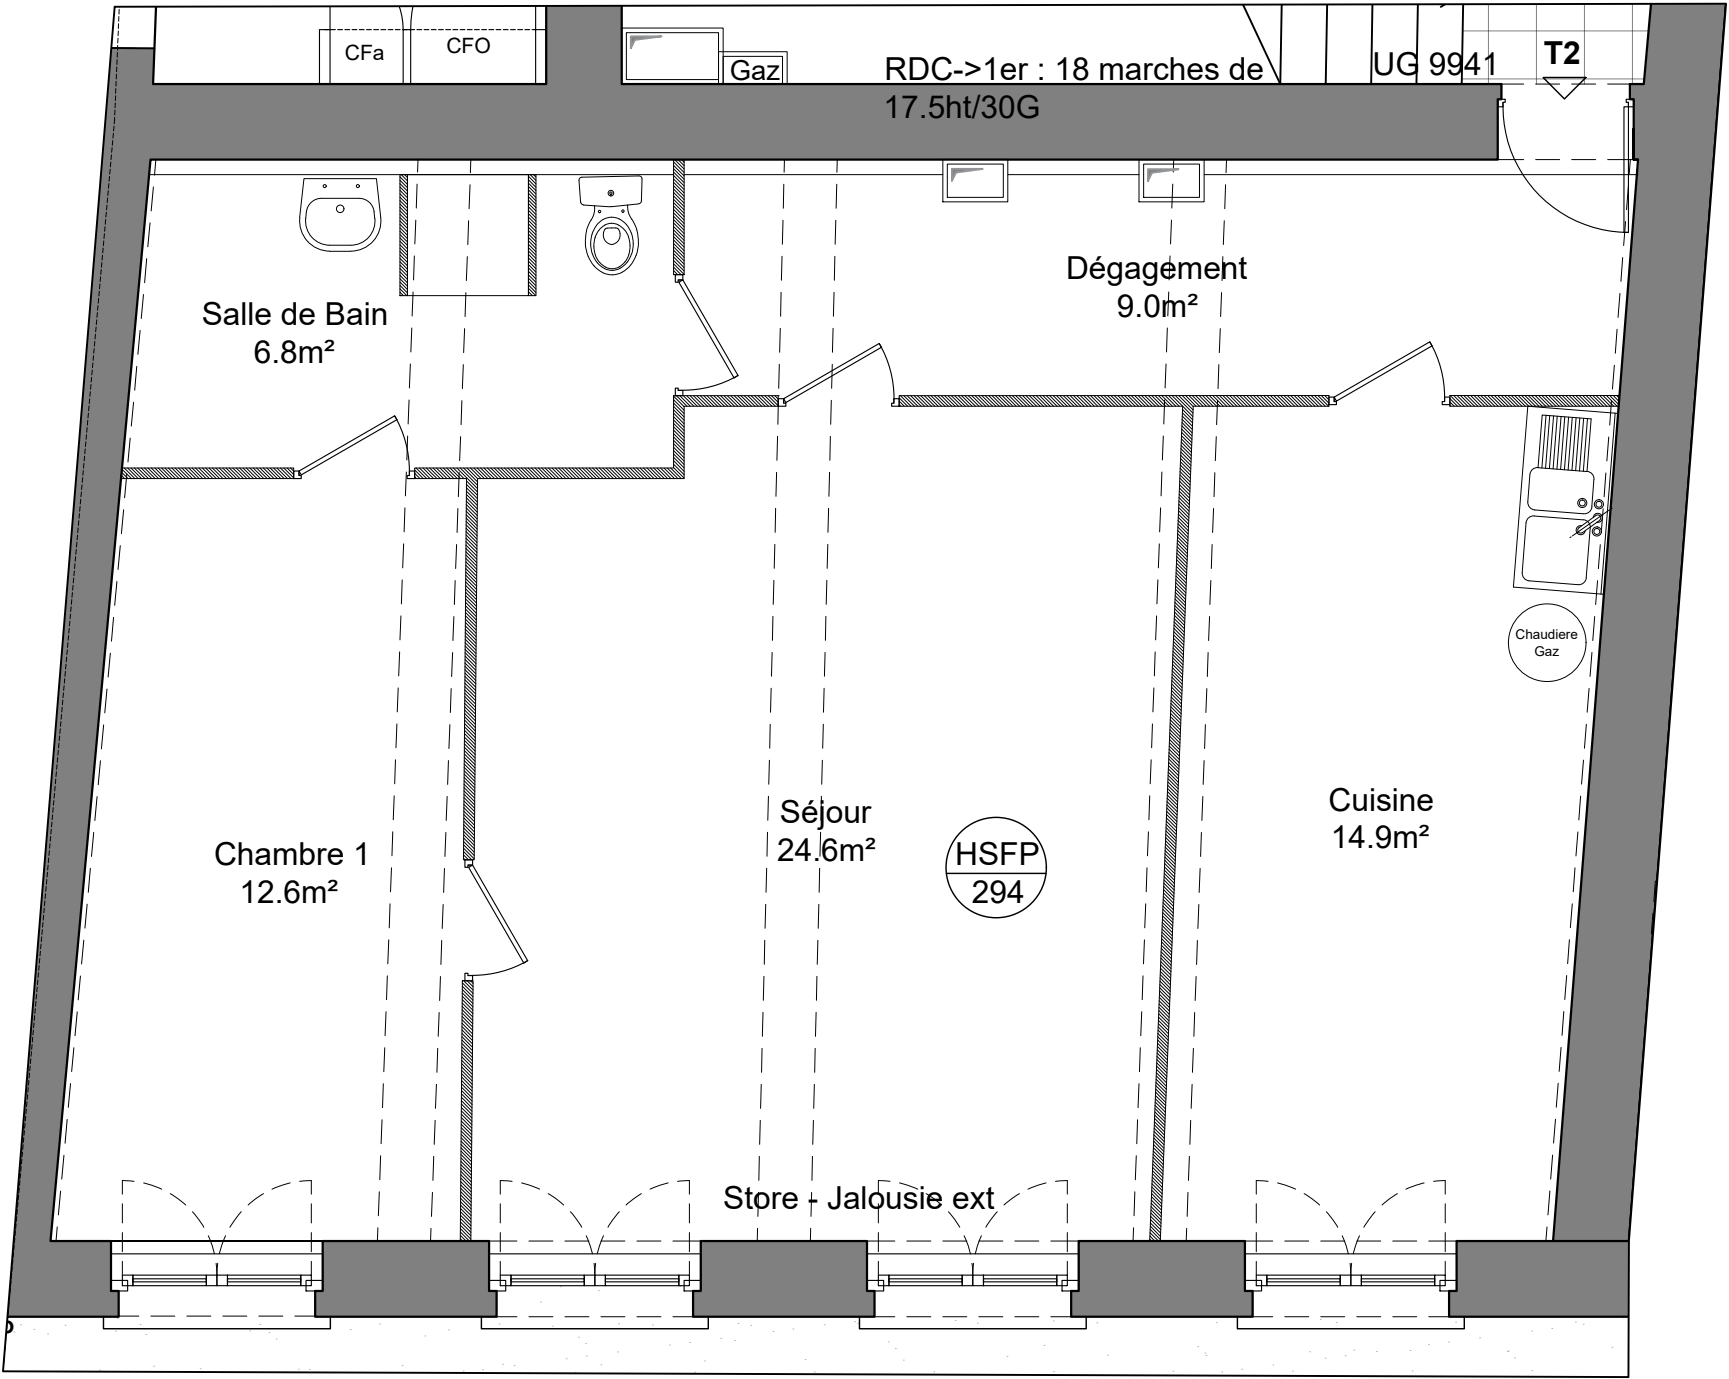 CFa
CFO
Gaz
RDC->1er : 18 marches de
17.5ht/30G
UG 9941
T2
Dégagement
9.0m²
Salle de Bain
6.8m²
Chaudiere
Gaz
Séjour
24.6m²
HSFP
294
Cuisine
14.9m²
Chambre 1
12.6m²
Store - Jalousie ext